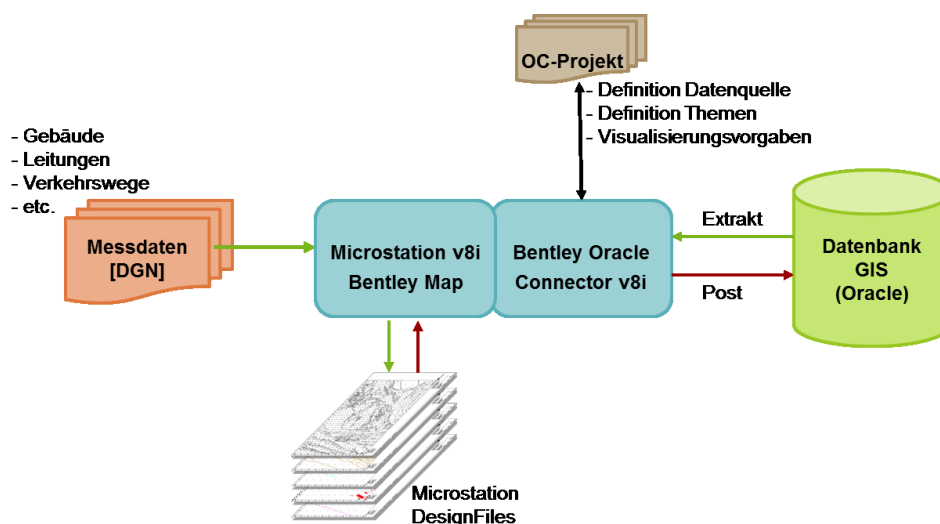 OC-Projekt
- Definition Datenquelle
- Definition Themen
- Visualisierungsvorgaben
- Gebäude
- Leitungen
- Verkehrswege
- etc.
Messdaten
[DGN]
Microstation v8i
Bentley Map
Bentley Oracle
Connector v8i
Extrakt
Post
Datenbank
GIS
(Oracle)
Microstation
DesignFiles